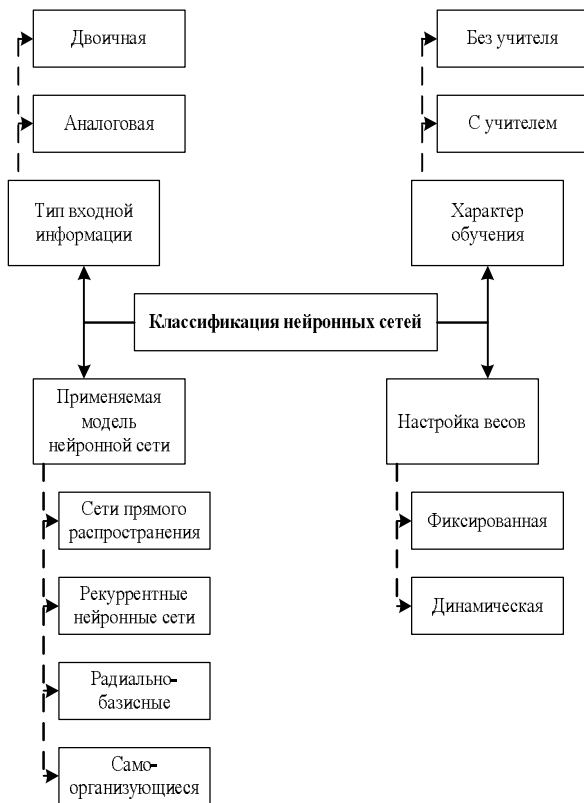 Двоичная
Аналоговая
Тип входной
информации
Без учителя
С учителем
Характер
обучения
Классификация нейронных сетей
Применяемая
модель
нейронной сети
Сети прямого
распространения
Рекуррентные
нейронные сети
Радиально-
базисные
Само-
организующиеся
Настройка весов
Фиксированная
Динамическая